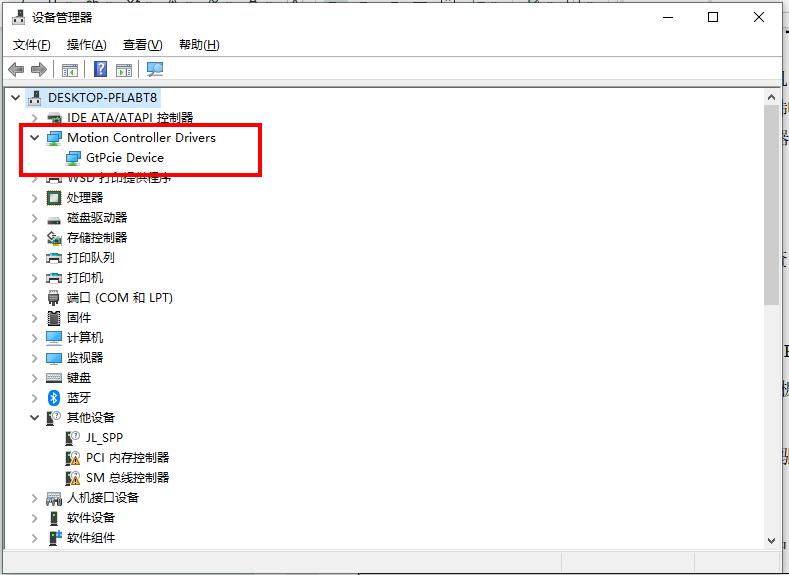 设备管理器
文件(F) 操作(A) 查看(V) 帮助(H)
DESKTOP-PFLABT8
IDE ATA/ATAPI 控制器
Motion Controller Drivers
GtPcie Device
WSD 打印提供程序
处理器
磁盘驱动器
存储控制器
打印队列
打印机
端口 (COM 和 LPT)
固件
计算机
监视器
键盘
蓝牙
其他设备
JL_SPP
PCI 内存控制器
SM 总线控制器
人机接口设备
软件设备
软件组件